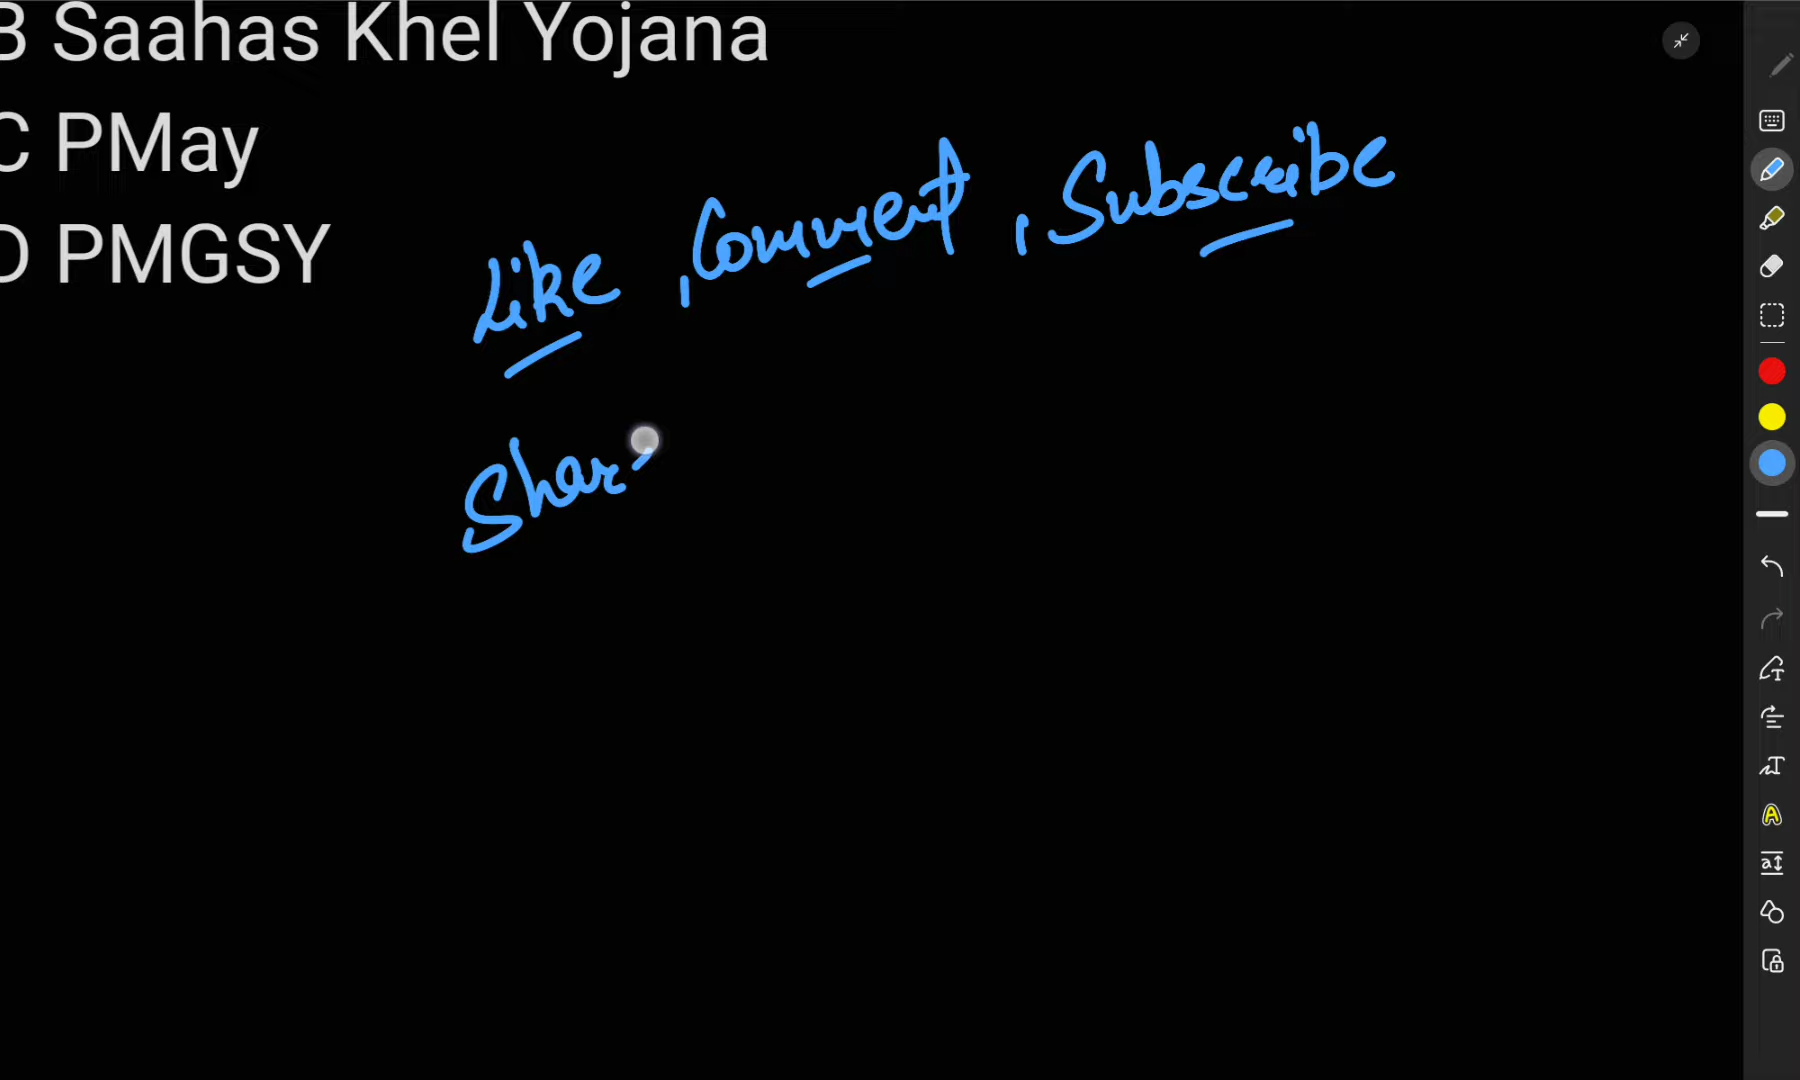 B Saahas Khel Yojana
C PMay
D PMGSY
Like , Comment , Subscribe
Shar